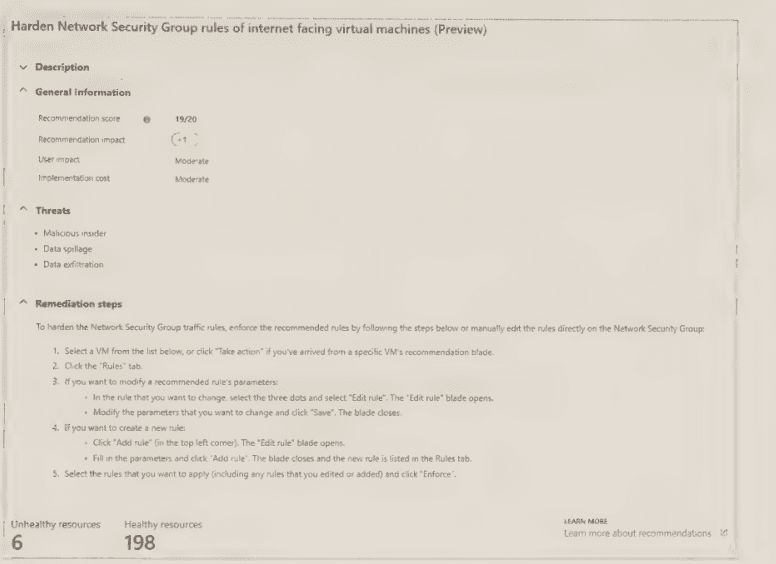 Harden Network Security Group rules of internet facing virtual machines (Preview)
Description
General Information
Recommendation score 19/20
Recommendation impact +1
User impact Moderate
Implementation cost Moderate
Threats
• Malicious insider
• Data spillage
• Data exfiltration
Remediation steps
To harden the Network Security Group traffic rules, enforce the recommended rules by following the steps below or manually edit the rules directly on the Network Security Group:
1. Select a VM from the list below, or click "Take action" if you've arrived from a specific VM's recommendation blade.
2. Click the "Rules" tab.
3. If you want to modify a recommended rule's parameters:
• In the rule that you want to change, select the three dots and select "Edit rule". The "Edit rule" blade opens.
• Modify the parameters that you want to change and click "Save". The blade closes.
4. If you want to create a new rule:
• Click "Add rule" (in the top left corner). The "Edit rule" blade opens.
• Fill in the parameters and click "Add rule". The blade closes and the new rule is listed in the Rules tab.
5. Select the rules that you want to apply (including any rules that you edited or added) and click "Enforce".
Unhealthy resources
6
Healthy resources
198
LEARN MORE
Learn more about recommendations